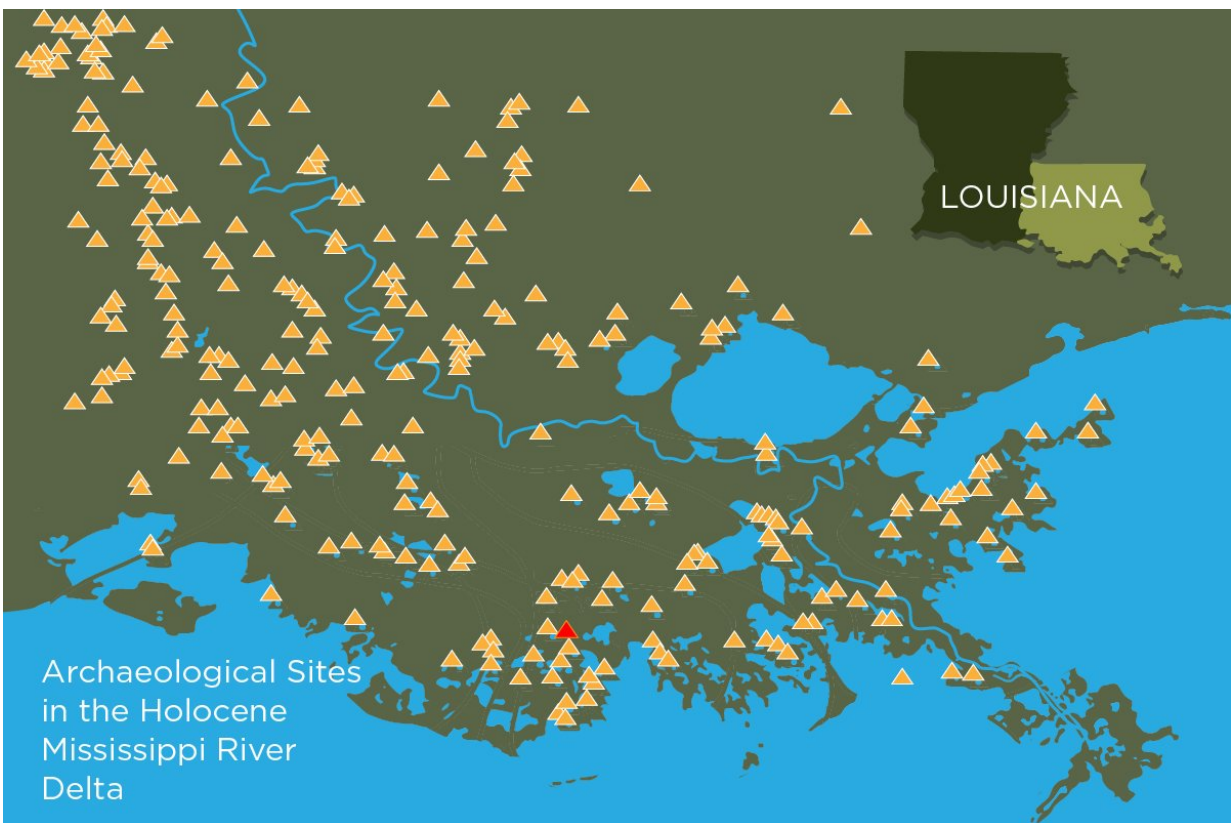 LOUISIANA
Archaeological Sites
in the Holocene
Mississippi River
Delta